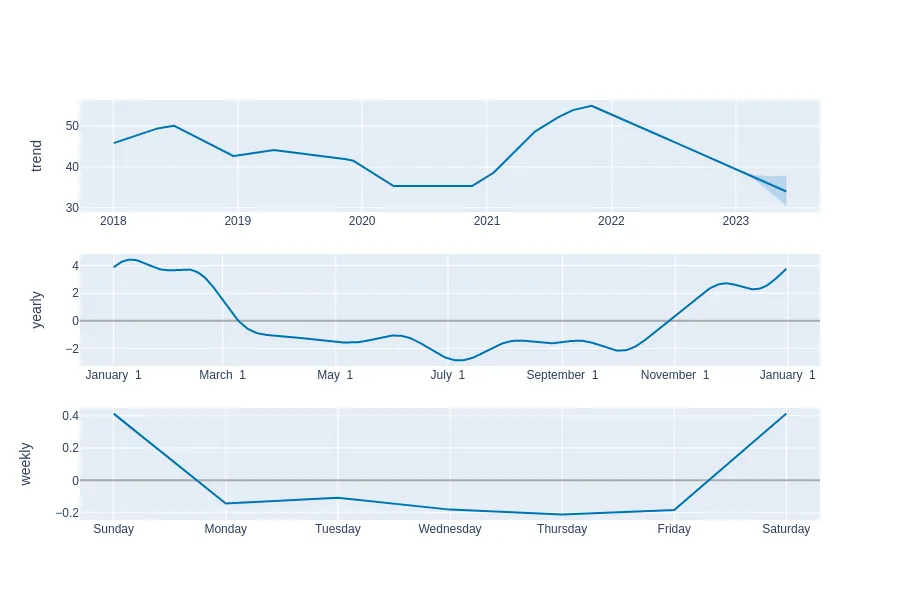 trend
50
40
30
2018 2019 2020 2021 2022 2023
yearly
4
2
0
−2
January 1 March 1 May 1 July 1 September 1 November 1 January 1
weekly
0.4
0.2
0
−0.2
Sunday Monday Tuesday Wednesday Thursday Friday Saturday